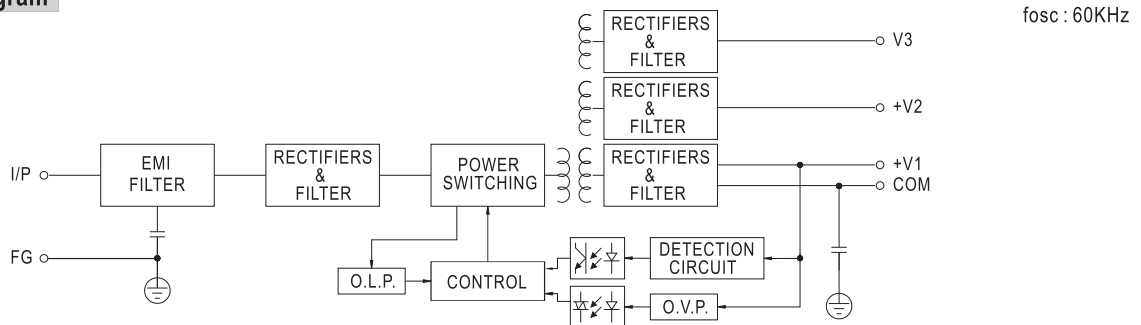 fosc : 60KHz
RECTIFIERS
&
FILTER
V3
RECTIFIERS
&
FILTER
+V2
I/P
EMI
FILTER
RECTIFIERS
&
FILTER
POWER
SWITCHING
RECTIFIERS
&
FILTER
+V1
COM
FG
O.L.P.
CONTROL
DETECTION
CIRCUIT
O.V.P.